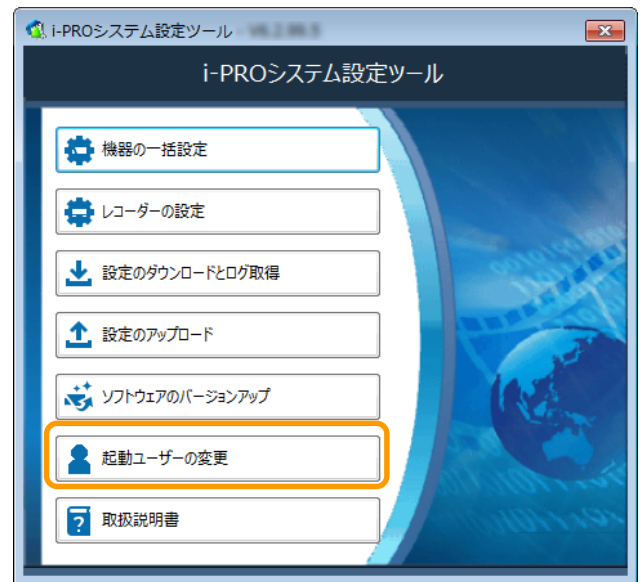 i-PROシステム設定ツール
i-PROシステム設定ツール
機器の一括設定
レコーダーの設定
設定のダウンロードとログ取得
設定のアップロード
ソフトウェアのバージョンアップ
起動ユーザーの変更
取扱説明書